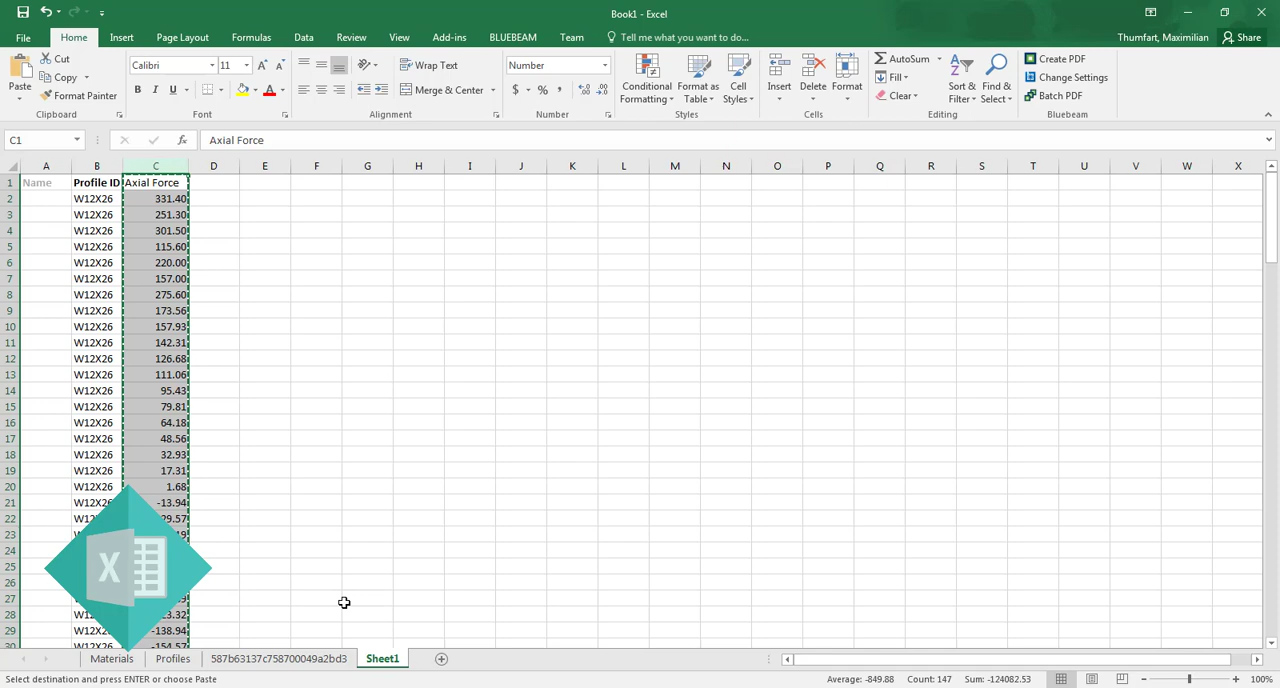 Book1 - Excel
File Home Insert Page Layout Formulas Data Review View Add-ins BLUEBEAM Team Tell me what you want to do... Thumfart, Maximilian Share
Paste Cut Copy Format Painter Clipboard
Calibri 11 B I U A Font
Wrap Text Merge & Center Alignment
Number $ % , Number
Conditional Formatting Format as Table Cell Styles Styles
Insert Delete Format Cells
AutoSum Fill Clear Sort & Filter Find & Select Editing
Create PDF Change Settings Batch PDF Bluebeam
C1 fx Axial Force
A B C D E F G H I J K L M N O P Q R S T U V W X
1 Name Profile ID Axial Force
2 W12X26 331.40
3 W12X26 251.30
4 W12X26 301.50
5 W12X26 115.60
6 W12X26 220.00
7 W12X26 157.00
8 W12X26 275.60
9 W12X26 173.56
10 W12X26 157.93
11 W12X26 142.31
12 W12X26 126.68
13 W12X26 111.06
14 W12X26 95.43
15 W12X26 79.81
16 W12X26 64.18
17 W12X26 48.56
18 W12X26 32.93
19 W12X26 17.31
20 W12X26 1.68
21 W12X26 -13.94
22 W12X
23
24
25
26
27
28
29 -138.94
30 -154.57
X
Materials Profiles 587b63137c758700049a2bd3 Sheet1
Select destination and press ENTER or choose Paste Average: -849.88 Count: 147 Sum: -124082.53 100%